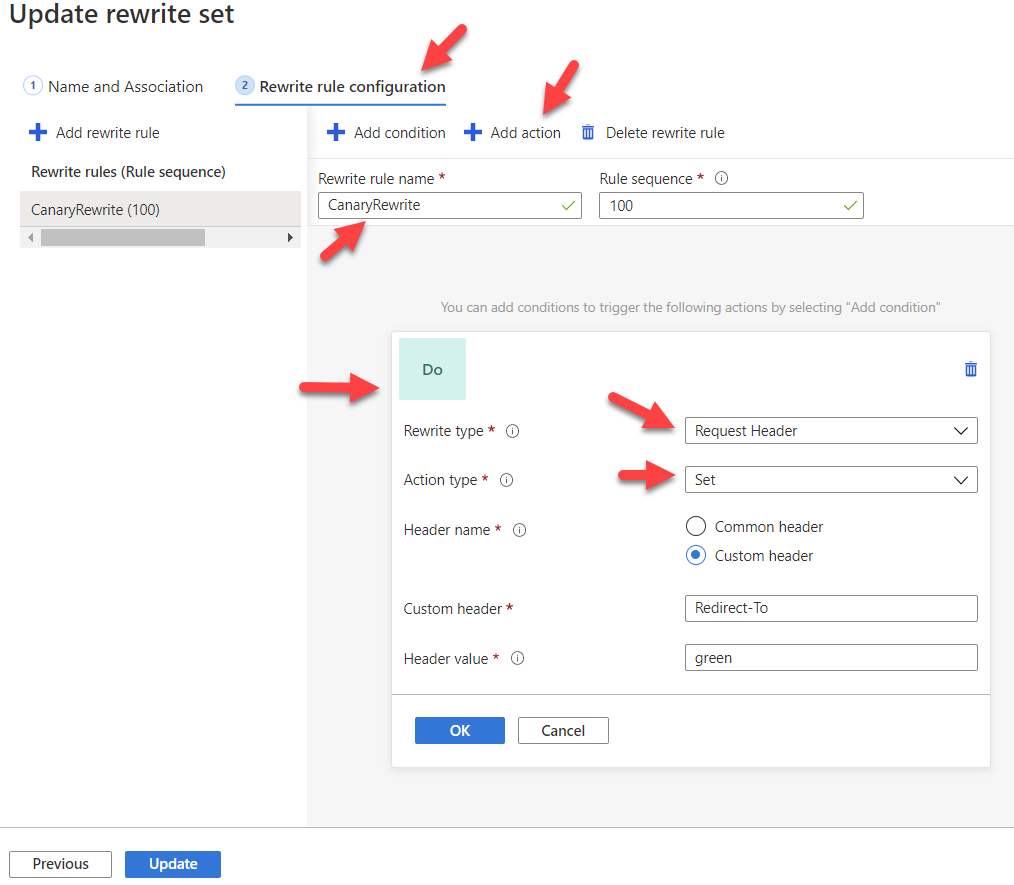 Update rewrite set
1 Name and Association
2 Rewrite rule configuration
Add rewrite rule
Add condition
Add action
Delete rewrite rule
Rewrite rules (Rule sequence)
CanaryRewrite (100)
Rewrite rule name *
Rule sequence *
CanaryRewrite
100
You can add conditions to trigger the following actions by selecting "Add condition"
Do
Rewrite type *
Request Header
Action type *
Set
Header name *
Common header
Custom header
Custom header *
Redirect-To
Header value *
green
OK
Cancel
Previous
Update